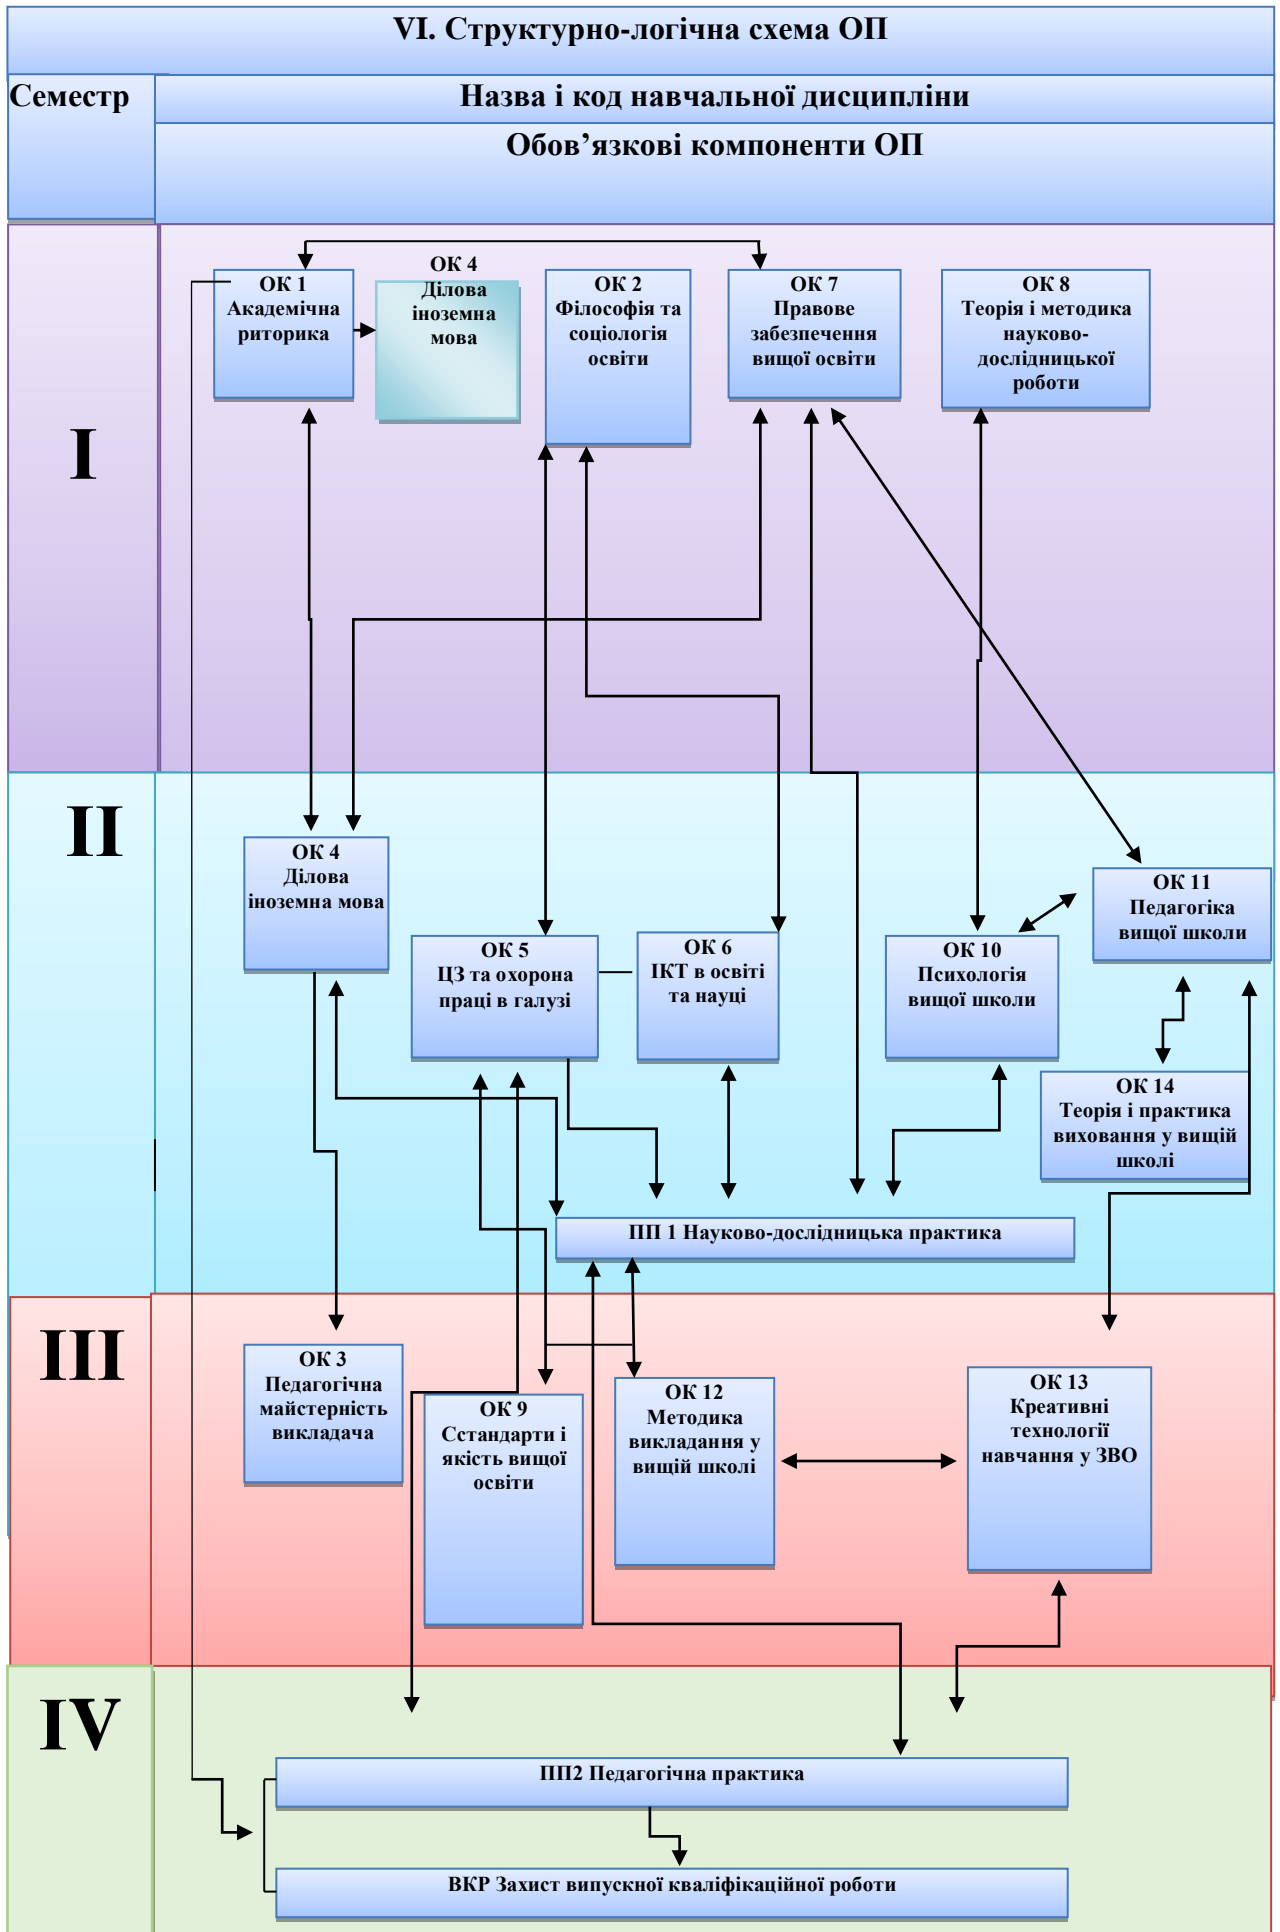 VI. Структурно-логічна схема ОП
Семестр
Назва і код навчальної дисципліни
Обов’язкові компоненти ОП
I
ОК 1
Академічна
риторика
ОК 4
Ділова
іноземна
мова
ОК 2
Філософія та
соціологія
освіти
ОК 7
Правове
забезпечення
вищої освіти
ОК 8
Теорія і методика
науково-
дослідницької
роботи
II
ОК 4
Ділова
іноземна мова
ОК 5
ЦЗ та охорона
праці в галузі
ОК 6
ІКТ в освіті
та науці
ОК 10
Психологія
вищої школи
ОК 11
Педагогіка
вищої школи
ОК 14
Теорія і практика
виховання у вищій
школі
ПП 1 Науково-дослідницька практика
III
ОК 3
Педагогічна
майстерність
викладача
ОК 9
Сстандарти і
якість вищої
освіти
ОК 12
Методика
викладання у
вищій школі
ОК 13
Креативні
технології
навчання у ЗВО
IV
ПП2 Педагогічна практика
ВКР Захист випускної кваліфікаційної роботи